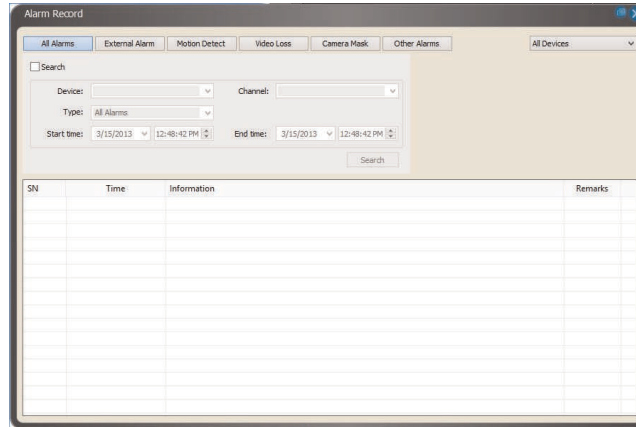 Alarm Record
All Alarms External Alarm Motion Detect Video Loss Camera Mask Other Alarms All Devices
Search
Device: Channel:
Type: All Alarms
Start time: 3/15/2013 12:48:42 PM End time: 3/15/2013 12:48:42 PM
Search
SN Time Information Remarks